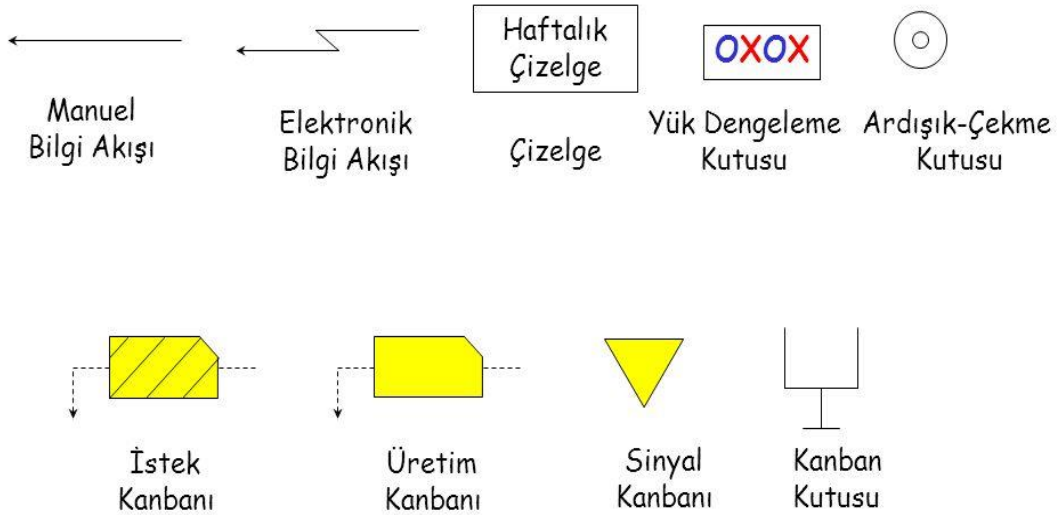 Haftalık
Çizelge
OXOX
Manuel
Bilgi Akışı
Elektronik
Bilgi Akışı
Çizelge
Yük Dengeleme
Kutusu
Ardışık-Çekme
Kutusu
İstek
Kanbanı
Üretim
Kanbanı
Sinyal
Kanbanı
Kanban
Kutusu